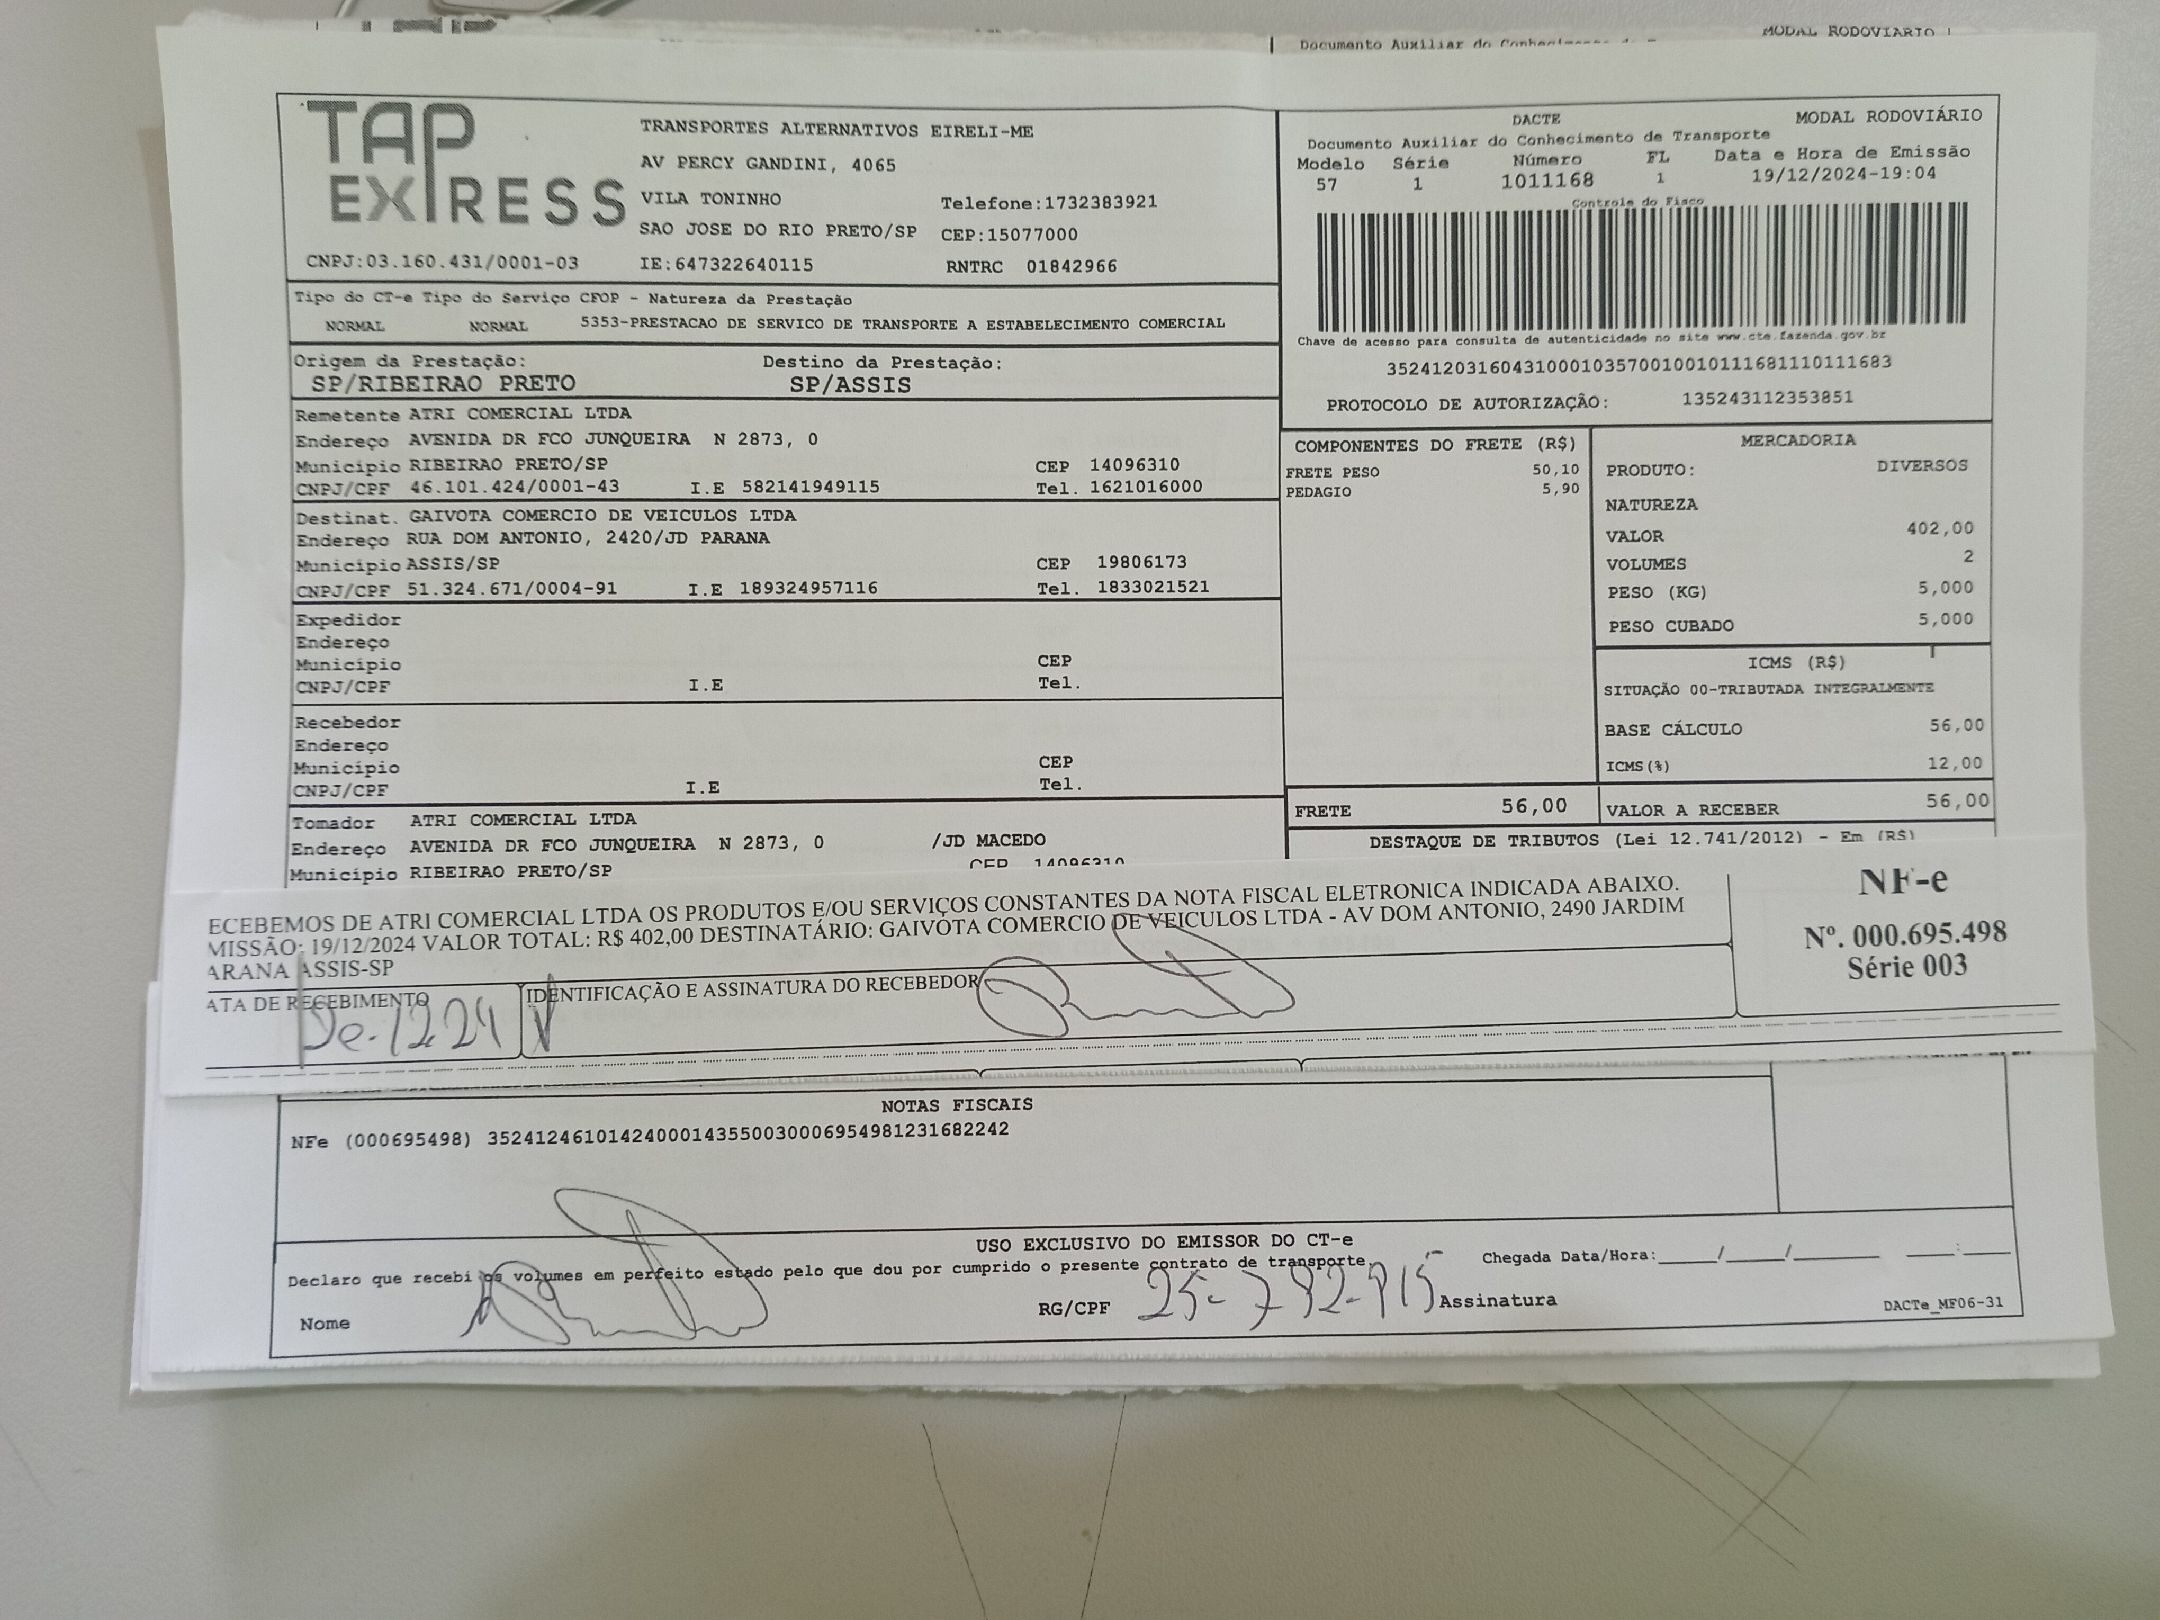 MODAL RODOVIARIO
Documento Auxiliar do Conhecimento de
TAP EXPRESS
TRANSPORTES ALTERNATIVOS EIRELI-ME
AV PERCY GANDINI, 4065
VILA TONINHO Telefone:1732383921
SAO JOSE DO RIO PRETO/SP CEP:15077000
CNPJ:03.160.431/0001-03 IE:647322640115 RNTRC 01842966
DACTE MODAL RODOVIÁRIO
Documento Auxiliar do Conhecimento de Transporte
Modelo Série Número FL Data e Hora de Emissão
57 1 1011168 1 19/12/2024-19:04
Controle do Fisco
Chave de acesso para consulta de autenticidade no site www.cte.fazenda.gov.br
35241203160431000103570010010111681110111683
PROTOCOLO DE AUTORIZAÇÃO: 135243112353851
Tipo do CT-e Tipo do Serviço CFOP - Natureza da Prestação
NORMAL NORMAL 5353-PRESTACAO DE SERVICO DE TRANSPORTE A ESTABELECIMENTO COMERCIAL
Origem da Prestação: Destino da Prestação:
SP/RIBEIRAO PRETO SP/ASSIS
Remetente ATRI COMERCIAL LTDA
Endereço AVENIDA DR FCO JUNQUEIRA N 2873, 0
Município RIBEIRAO PRETO/SP CEP 14096310
CNPJ/CPF 46.101.424/0001-43 I.E 582141949115 Tel. 1621016000
Destinat. GAIVOTA COMERCIO DE VEICULOS LTDA
Endereço RUA DOM ANTONIO, 2420/JD PARANA
Município ASSIS/SP CEP 19806173
CNPJ/CPF 51.324.671/0004-91 I.E 189324957116 Tel. 1833021521
Expedidor
Endereço
Município CEP
CNPJ/CPF I.E Tel.
Recebedor
Endereço
Município CEP
CNPJ/CPF I.E Tel.
Tomador ATRI COMERCIAL LTDA
Endereço AVENIDA DR FCO JUNQUEIRA N 2873, 0 /JD MACEDO
Município RIBEIRAO PRETO/SP CEP 14096310
COMPONENTES DO FRETE (R$)
FRETE PESO 50,10
PEDAGIO 5,90
MERCADORIA
PRODUTO: DIVERSOS
NATUREZA
VALOR 402,00
VOLUMES 2
PESO (KG) 5,000
PESO CUBADO 5,000
ICMS (R$)
SITUAÇÃO 00-TRIBUTADA INTEGRALMENTE
BASE CÁLCULO 56,00
ICMS(%) 12,00
FRETE 56,00 VALOR A RECEBER 56,00
DESTAQUE DE TRIBUTOS (Lei 12.741/2012) - Em (R$)
ECEBEMOS DE ATRI COMERCIAL LTDA OS PRODUTOS E/OU SERVIÇOS CONSTANTES DA NOTA FISCAL ELETRONICA INDICADA ABAIXO.
MISSÃO: 19/12/2024 VALOR TOTAL: R$ 402,00 DESTINATÁRIO: GAIVOTA COMERCIO DE VEICULOS LTDA - AV DOM ANTONIO, 2490 JARDIM
ARANA ASSIS-SP
ATA DE RECEBIMENTO IDENTIFICAÇÃO E ASSINATURA DO RECEBEDOR
NF-e
Nº. 000.695.498
Série 003
NOTAS FISCAIS
NFe (000695498) 35241246101424000143550030006954981231682242
USO EXCLUSIVO DO EMISSOR DO CT-e
Declaro que recebi os volumes em perfeito estado pelo que dou por cumprido o presente contrato de transporte. Chegada Data/Hora:____/____/______ ____:____
Nome RG/CPF Assinatura DACTe_MF06-31